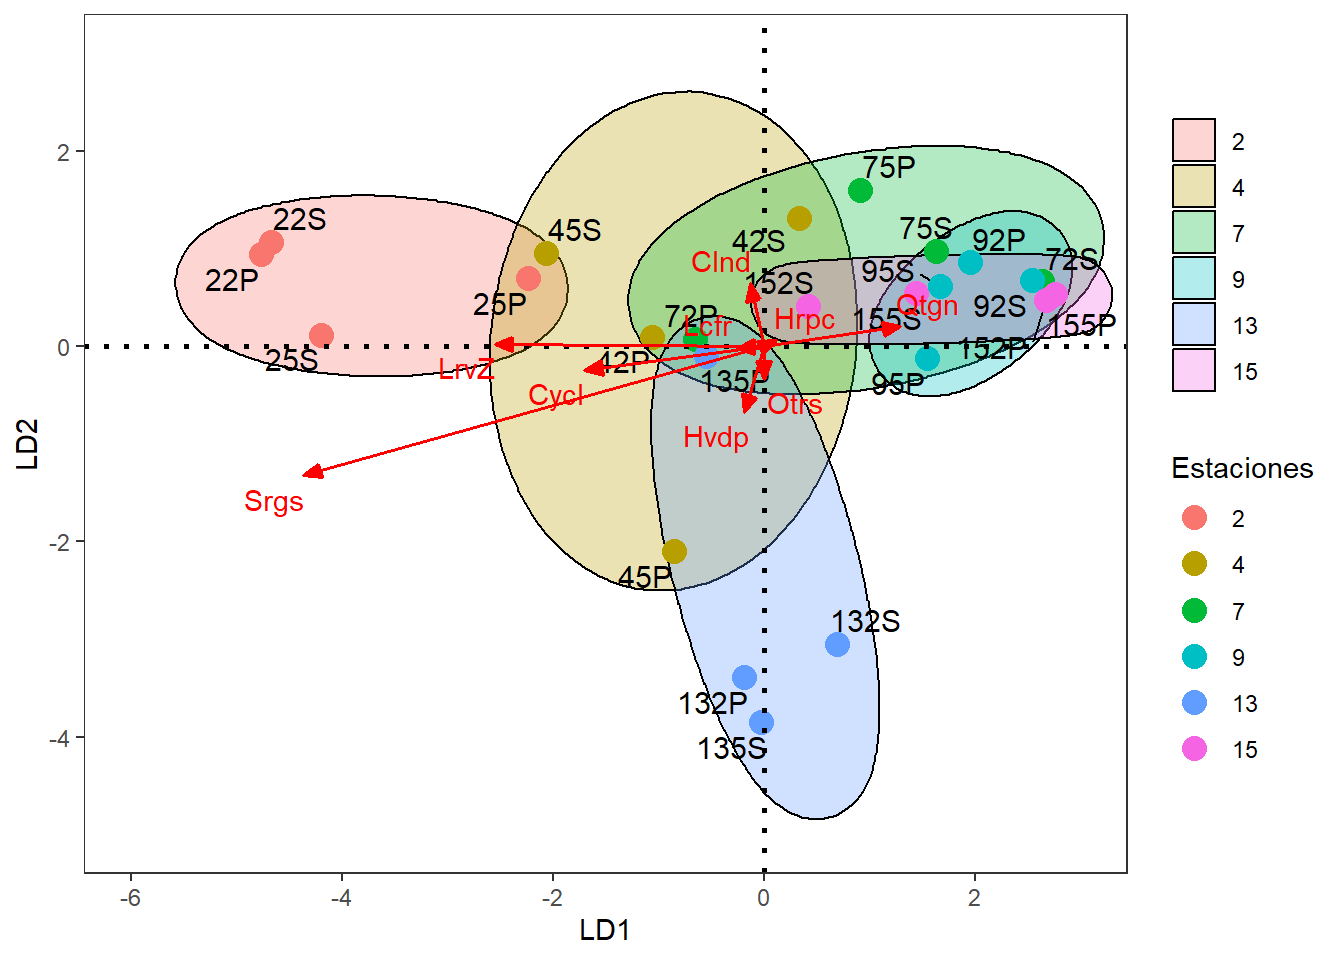 75P
22S
45S
42S
75S
92P
72S
22P
Clnd
95S
152S
25P
Otgn
92S
72P
Lcfr
Hrpc
155S
155P
25S
LrvZ
42P
152P
135P
95P
Cycl
Otrs
Hvdp
Srgs
45P
132S
132P
135S
2
0
-2
-4
LD2
-6
-4
-2
0
2
LD1
2
4
7
9
13
15
Estaciones
2
4
7
9
13
15